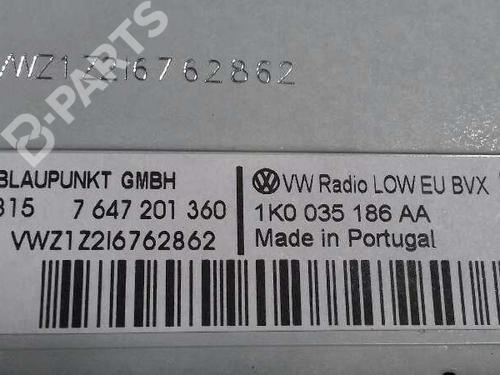 VWZ1Z2I6762862
B-PARTS
BLAUPUNKT GMBH
815 7 647 201 360
VWZ1Z2I6762862
VW Radio LOW EU BVX
1K0 035 186 AA
Made in Portugal